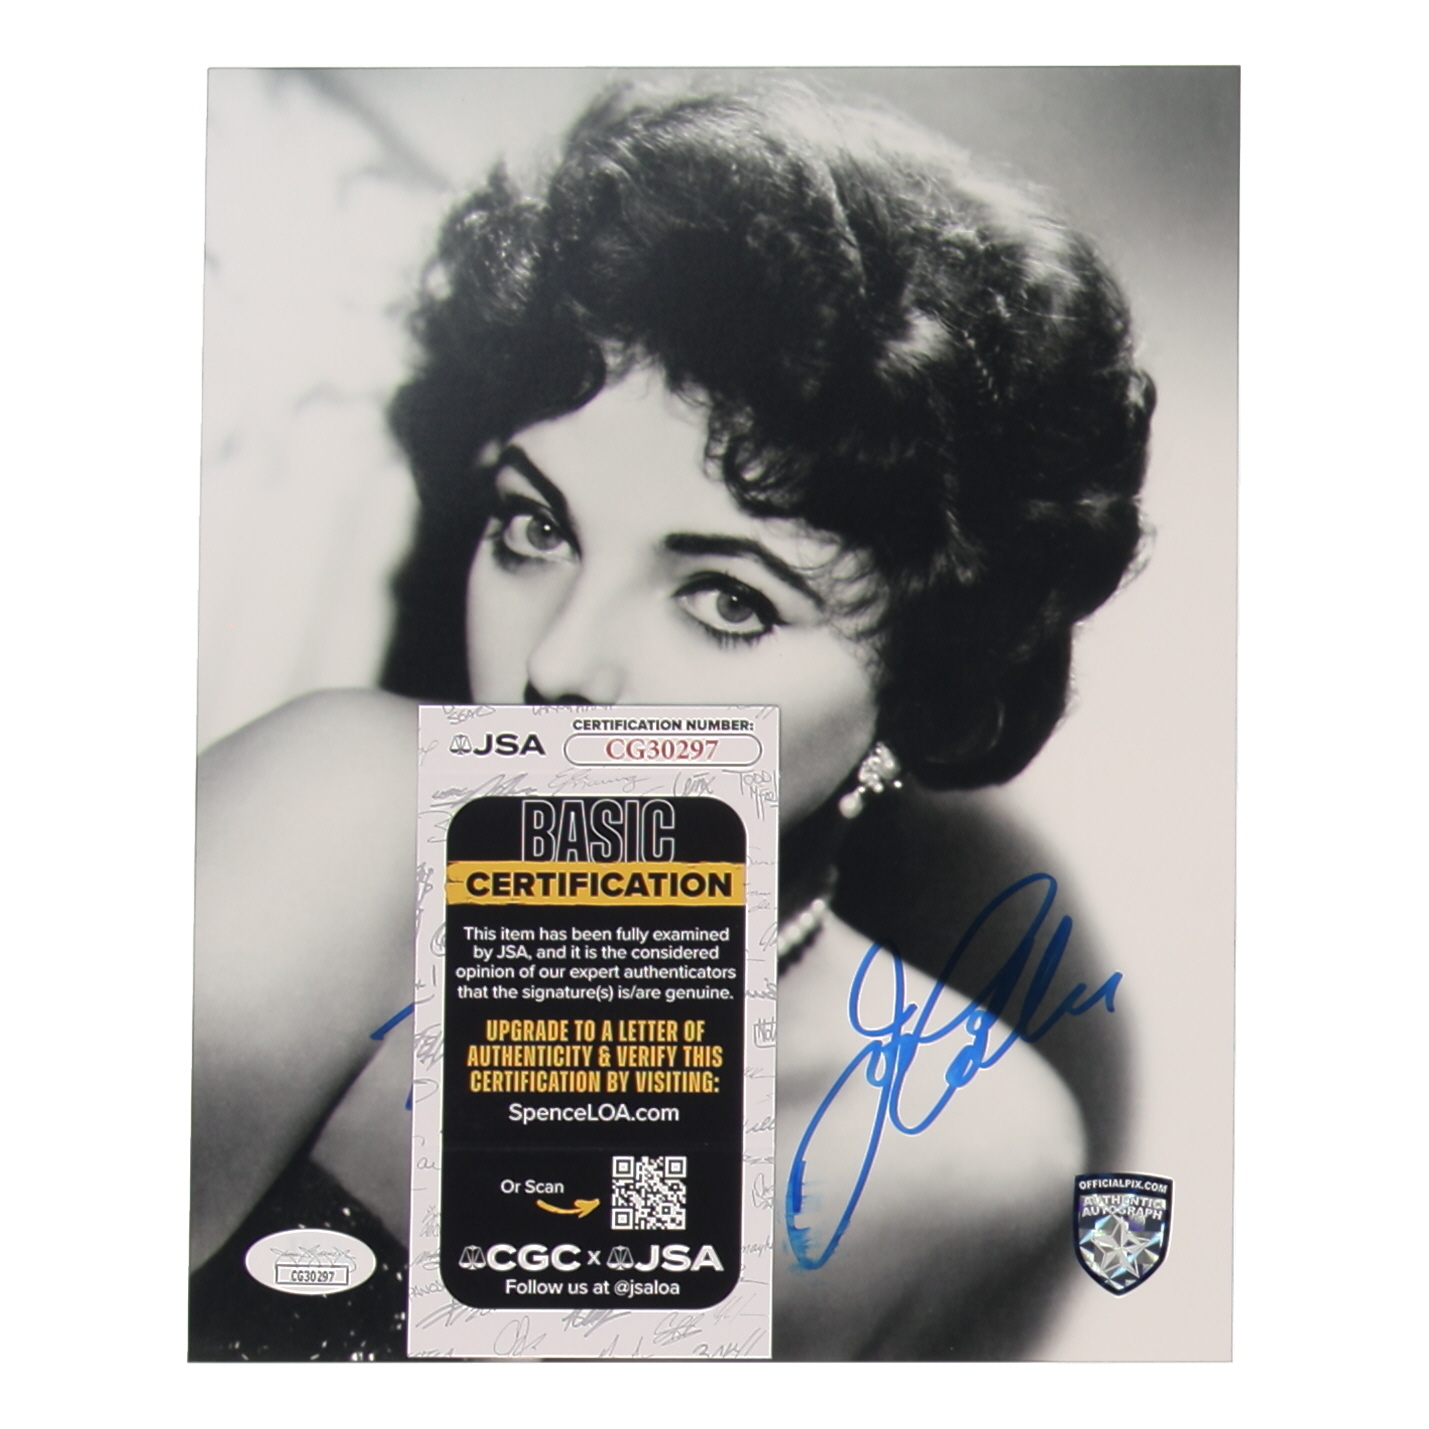 JSA
CERTIFICATION NUMBER:
CG30297
BASIC
CERTIFICATION
This item has been fully examined
by JSA, and it is the considered
opinion of our expert authenticators
that the signature(s) is/are genuine.
UPGRADE TO A LETTER OF
AUTHENTICITY & VERIFY THIS
CERTIFICATION BY VISITING:
SpenceLOA.com
Or Scan
CGC x JSA
Follow us at @jsaloa
CG30297
OFFICIALPIX.COM
AUTHENTIC
AUTOGRAPH